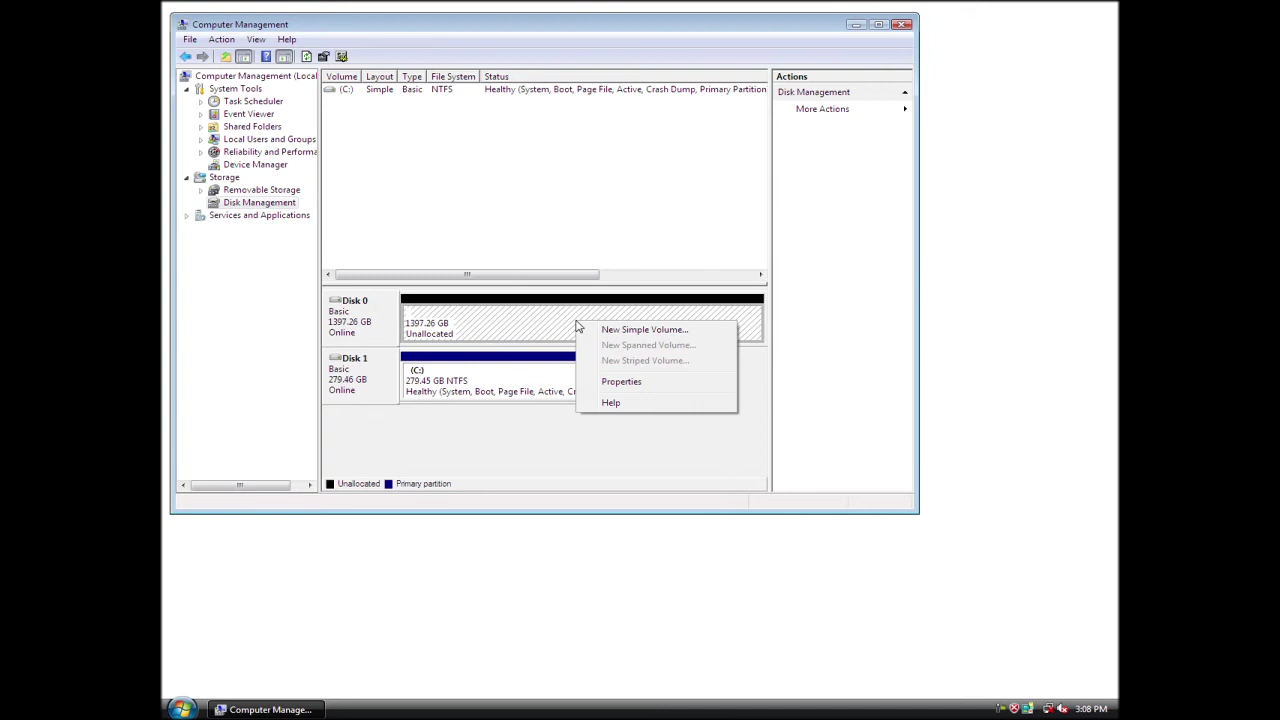 Computer Management
File Action View Help
Computer Management (Local
System Tools
Task Scheduler
Event Viewer
Shared Folders
Local Users and Groups
Reliability and Performa
Device Manager
Storage
Removable Storage
Disk Management
Services and Applications
Volume Layout Type File System Status
(C:) Simple Basic NTFS Healthy (System, Boot, Page File, Active, Crash Dump, Primary Partition
Disk 0
Basic
1397.26 GB
Online
1397.26 GB
Unallocated
Disk 1
Basic
279.46 GB
Online
(C:)
279.45 GB NTFS
Healthy (System, Boot, Page File, Active, C
New Simple Volume...
New Spanned Volume...
New Striped Volume...
Properties
Help
Unallocated Primary partition
Actions
Disk Management
More Actions
Computer Manage... 3:08 PM